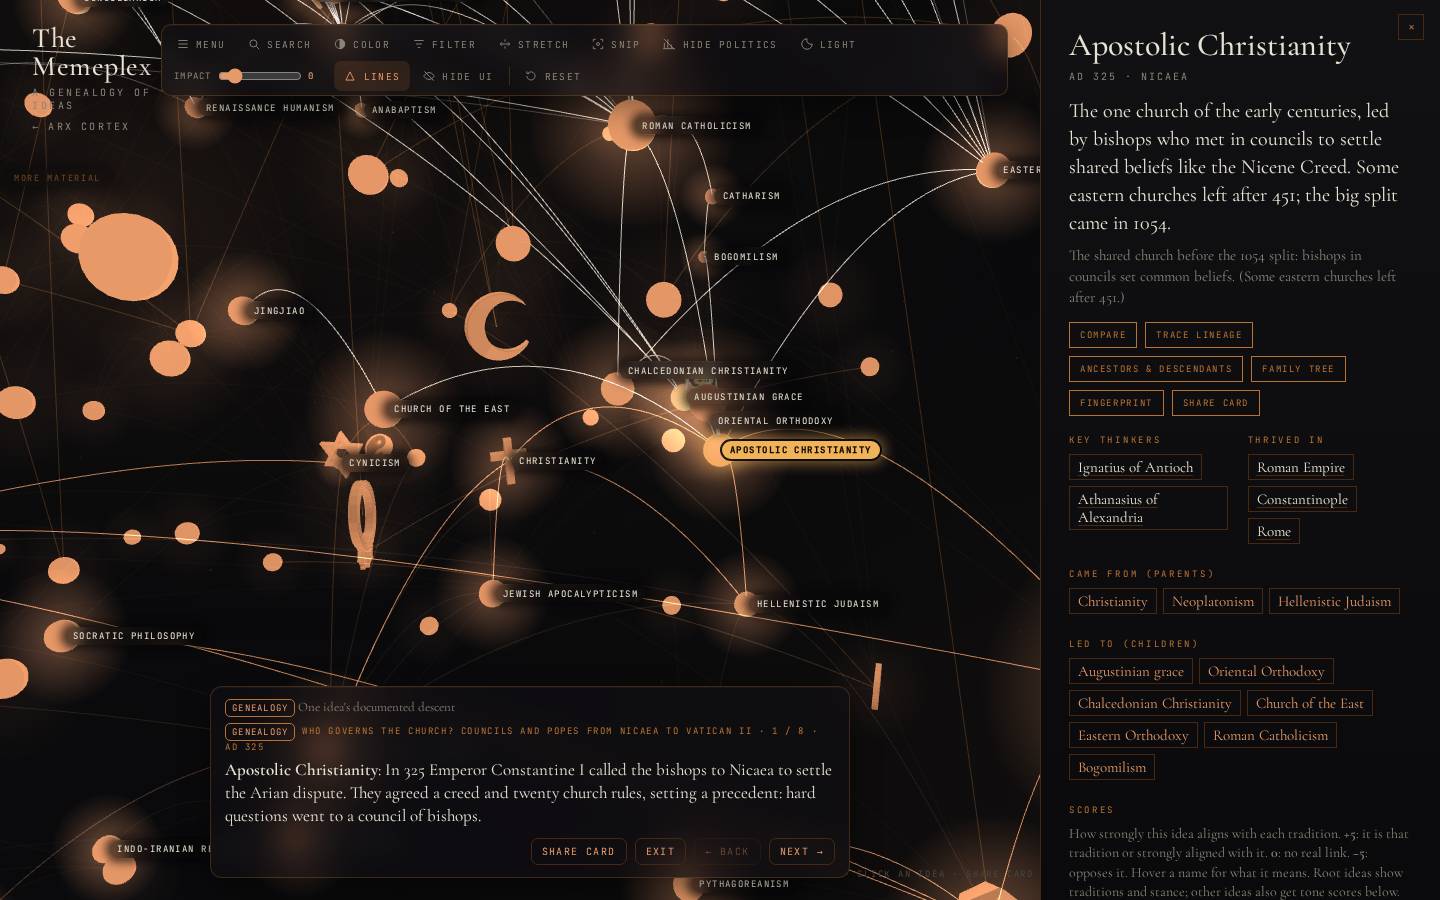 The
Memeplex
A GENEALOGY OF
IDEAS
← ARX CORTEX
MORE MATERIAL
MENU
SEARCH
COLOR
FILTER
STRETCH
SNIP
HIDE POLITICS
LIGHT
IMPACT
0
LINES
HIDE UI
RESET
RENAISSANCE HUMANISM
ANABAPTISM
ROMAN CATHOLICISM
EASTER
CATHARISM
BOGOMILISM
JINGJIAO
CHALCEDONIAN CHRISTIANITY
AUGUSTINIAN GRACE
CHURCH OF THE EAST
ORIENTAL ORTHODOXY
APOSTOLIC CHRISTIANITY
CYNICISM
CHRISTIANITY
JEWISH APOCALYPTICISM
HELLENISTIC JUDAISM
SOCRATIC PHILOSOPHY
INDO-IRANIAN R
PYTHAGOREANISM
GENEALOGY One idea's documented descent
GENEALOGY WHO GOVERNS THE CHURCH? COUNCILS AND POPES FROM NICAEA TO VATICAN II · 1 / 8 ·
AD 325
Apostolic Christianity: In 325 Emperor Constantine I called the bishops to Nicaea to settle
the Arian dispute. They agreed a creed and twenty church rules, setting a precedent: hard
questions went to a council of bishops.
SHARE CARD
EXIT
← BACK
NEXT →
CLICK AN IDEA · SHARE CARD
×
Apostolic Christianity
AD 325 · NICAEA
The one church of the early centuries, led
by bishops who met in councils to settle
shared beliefs like the Nicene Creed. Some
eastern churches left after 451; the big split
came in 1054.
The shared church before the 1054 split: bishops in
councils set common beliefs. (Some eastern churches left
after 451.)
COMPARE
TRACE LINEAGE
ANCESTORS & DESCENDANTS
FAMILY TREE
FINGERPRINT
SHARE CARD
KEY THINKERS
Ignatius of Antioch
Athanasius of
Alexandria
THRIVED IN
Roman Empire
Constantinople
Rome
CAME FROM (PARENTS)
Christianity
Neoplatonism
Hellenistic Judaism
LED TO (CHILDREN)
Augustinian grace
Oriental Orthodoxy
Chalcedonian Christianity
Church of the East
Eastern Orthodoxy
Roman Catholicism
Bogomilism
SCORES
How strongly this idea aligns with each tradition. +5: it is that
tradition or strongly aligned with it. 0: no real link. −5:
opposes it. Hover a name for what it means. Root ideas show
traditions and stance; other ideas also get tone scores below.